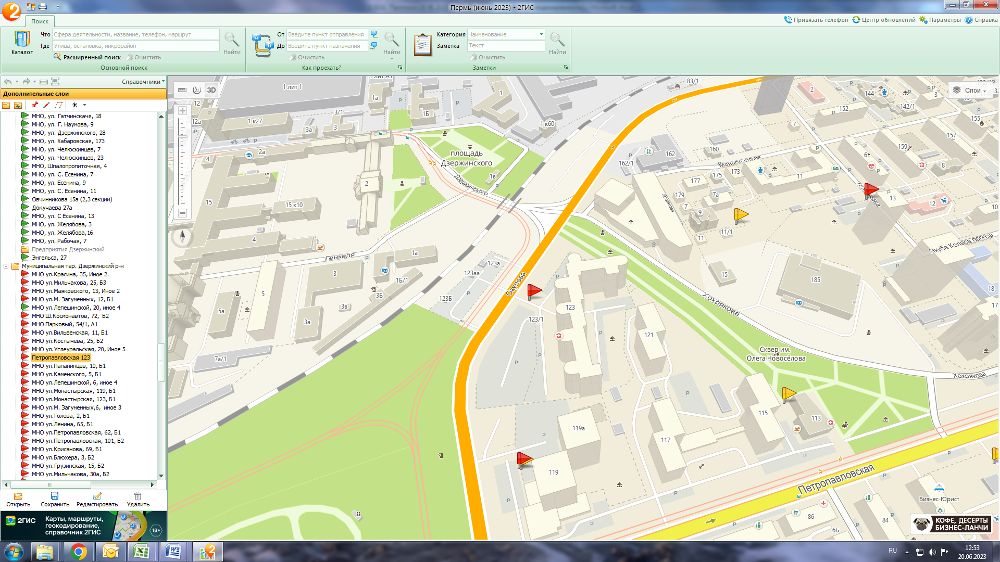 Пермь (июнь 2023) - 2ГИС
Поиск
Привязать телефон
Центр обновлений
Параметры
Справка
Каталог
Что
Сфера деятельности, название, телефон, маршрут
Где
Улица, остановка, микрорайон
Расширенный поиск
Очистить
Найти
Основной поиск
От
Введите пункт отправления
До
Введите пункт назначения
Очистить
Найти
Как проехать?
Категория
Наименование
Заметка
Текст
Очистить
Найти
Заметки
Справочники
Дополнительные слои
МНО, ул. Гатчинскачя, 18
МНО, ул. Г. Наумова, 9
МНО, ул. Дзержинского, 28
МНО, ул. Хабаровская, 173
МНО, ул. Челюскинцев, 7
МНО, ул. Челюскинцев, 23
МНО, Шпалопропиточная, 4
МНО, ул. С. Есенина, 7
МНО, ул. Есенина, 9
МНО, ул. С. Есенина, 11
Овчинникова 15а (2,3 секции)
Докучаева 27а
МНО, ул. С Есенина, 13
МНО, ул. Желябова, 3
МНО, ул. Желябова,16
МНО, ул. Рабочая, 7
Предприятия Дзержинский
Энгельса, 27
Муниципальная тер. Дзержинский р-н
МНО ул.Красина, 35, Иное 2.
МНО ул.Мильчакова, 25, Б3
МНО ул.Маяковского, 13, Иное 2
МНО ул.М. Загуменных, 12, Б1
МНО ул.Лепешинской, 20, иное 4
МНО Ш.Космонавтов, 72, Б2
МНО Парковый, 54/1, А1
МНО ул.Вильвенская, 11, Б1
МНО ул.Костычева, 25, Б2
МНО ул.Углеуральская, 20, Иное 5
Петропавловская 123
МНО ул.Папанинцев, 10, Б1
МНО ул.Каменского, 5, Б1
МНО ул.Лепешинской, 6, иное 4
МНО ул.Монастырская, 119, Б1
МНО ул.Монастырская, 123, Б1
МНО ул.М. Загуменных,6, иное 3
МНО ул.Голева, 2, Б1
МНО ул.Ленина, 65, Б1
МНО ул.Петропавловская, 62, Б1
МНО ул.Петропавловская, 101, Б2
МНО ул.Крисанова, 69, Б1
МНО ул.Блюхера, 3, Б2
МНО ул.Грузинская, 15, Б2
МНО ул.Мильчакова, 30а, Б2
Открыть
Сохранить
Редактировать
Удалить
2ГИС
Карты, маршруты,
геокодирование,
справочник 2ГИС
18+
3D
Слои
1 лит 1
83/1
12
12а
1 к27
3/1
3а
3
1а
1Б
1
1 к60
2а
4
площадь
Дзержинского
1в
Дзержинского
2
15
15 к10
4
Генкеля
1а
3
1Б/1
3Б
3в
3а
5
5а
7а/1
123а
123аа
123Б
Окулова
123/1
123
121
119а
119
117
115
113
162
162/1
160
Монастырская
177
175
173
179
7а
7
9
11/1
11
11
Хохрякова
2
144
3
142/1
152
7
155
157
159
6Б
8
13
12
10
Якуба Коласа проезд
15
185
18
17
Хохрякова
Сквер им.
Олега Новосёлова
Хохрякова
Петропавловская
Бизнес-Юрист
86
84
6Б
КОФЕ, ДЕСЕРТЫ
БИЗНЕС-ЛАНЧИ
RU
12:53
20.06.2023